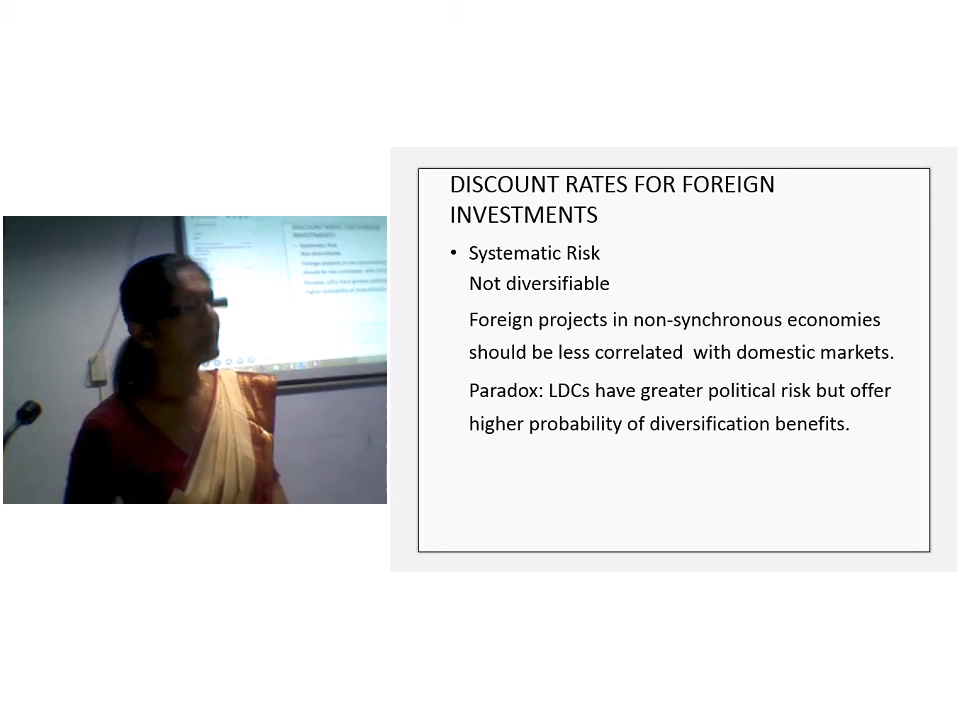 DISCOUNT RATES FOR FOREIGN
INVESTMENTS
• Systematic Risk
Not diversifiable
Foreign projects in non-synchronous economies
should be less correlated with domestic markets.
Paradox: LDCs have greater political risk but offer
higher probability of diversification benefits.